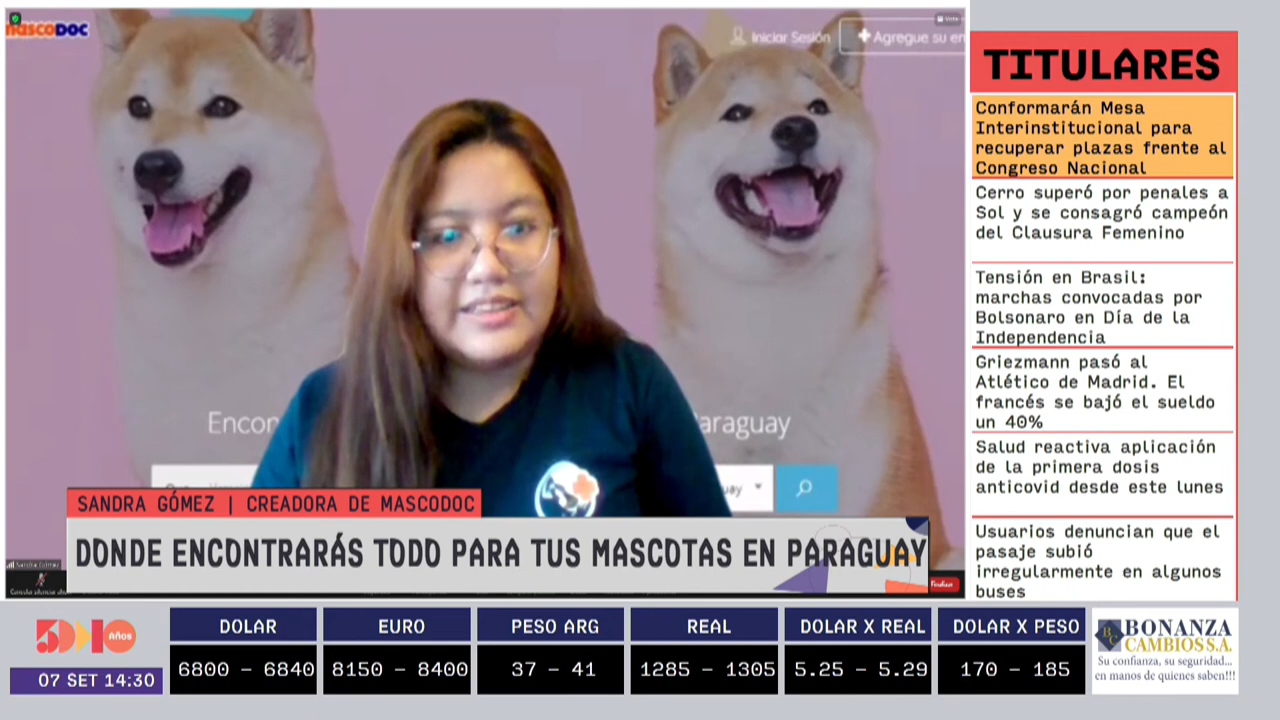 mascoDOC
Iniciar Sesión
Agregue su en
Encon
Paraguay
SANDRA GÓMEZ | CREADORA DE MASCODOC
DONDE ENCONTRARÁS TODO PARA TUS MASCOTAS EN PARAGUAY
TITULARES
Conformarán Mesa
Interinstitucional para
recuperar plazas frente al
Congreso Nacional
Cerro superó por penales a
Sol y se consagró campeón
del Clausura Femenino
Tensión en Brasil:
marchas convocadas por
Bolsonaro en Día de la
Independencia
Griezmann pasó al
Atlético de Madrid. El
francés se bajó el sueldo
un 40%
Salud reactiva aplicación
de la primera dosis
anticovid desde este lunes
Usuarios denuncian que el
pasaje subió
irregularmente en algunos
buses
Años
07 SET 14:30
DOLAR
6800 - 6840
EURO
8150 - 8400
PESO ARG
37 - 41
REAL
1285 - 1305
DOLAR X REAL
5.25 - 5.29
DOLAR X PESO
170 - 185
BONANZA
CAMBIOS S.A.
Su confianza, su seguridad...
en manos de quienes saben!!!